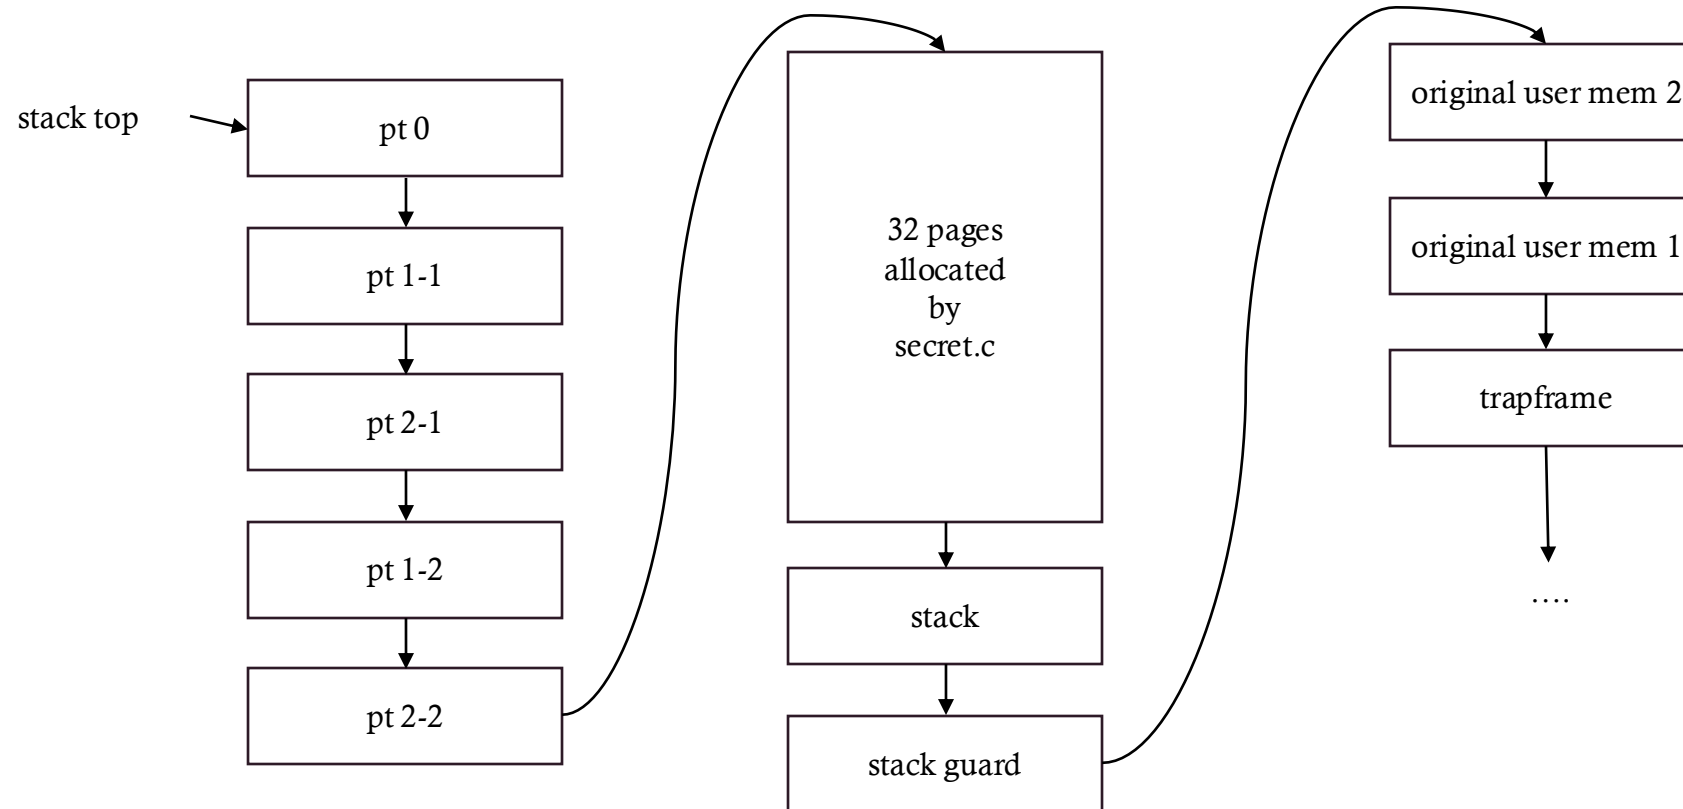 stack top
pt 0
pt 1-1
pt 2-1
pt 1-2
pt 2-2
32 pages
allocated
by
secret.c
stack
stack guard
original user mem 2
original user mem 1
trapframe
....